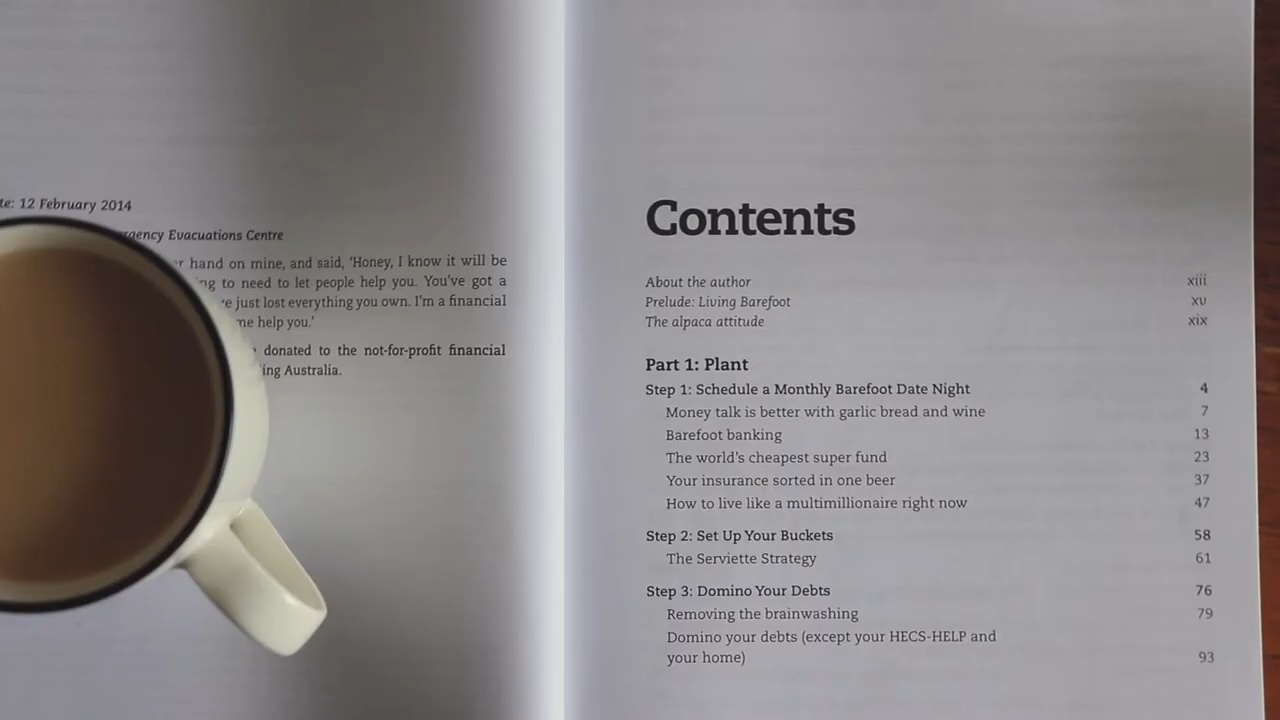 12 February 2014
Evacuations Centre
hand on mine, and said, 'Honey, I know it will be
to need to let people help you. You've got a
just lost everything you own. I'm a financial
me help you.'
donated to the not-for-profit financial
Australia.
Contents
About the author xiii
Prelude: Living Barefoot xv
The alpaca attitude xix
Part 1: Plant
Step 1: Schedule a Monthly Barefoot Date Night 4
Money talk is better with garlic bread and wine 7
Barefoot banking 13
The world's cheapest super fund 23
Your insurance sorted in one beer 37
How to live like a multimillionaire right now 47
Step 2: Set Up Your Buckets 58
The Serviette Strategy 61
Step 3: Domino Your Debts 76
Removing the brainwashing 79
Domino your debts (except your HECS-HELP and
your home) 93